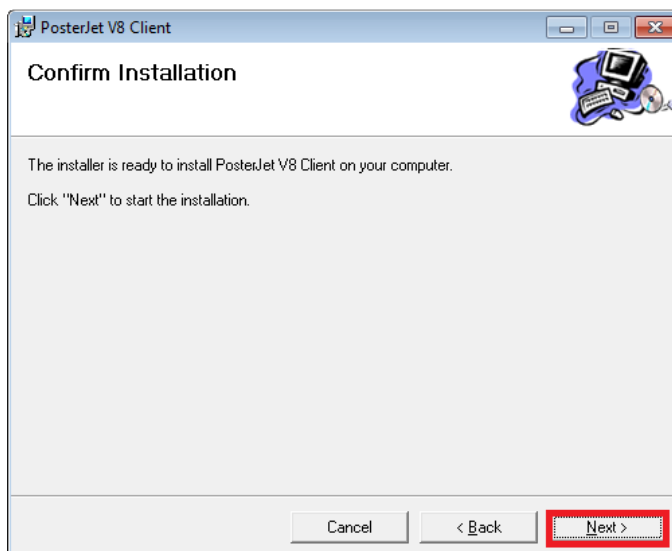 PosterJet V8 Client
Confirm Installation
The installer is ready to install PosterJet V8 Client on your computer.
Click "Next" to start the installation.
Cancel
< Back
Next >